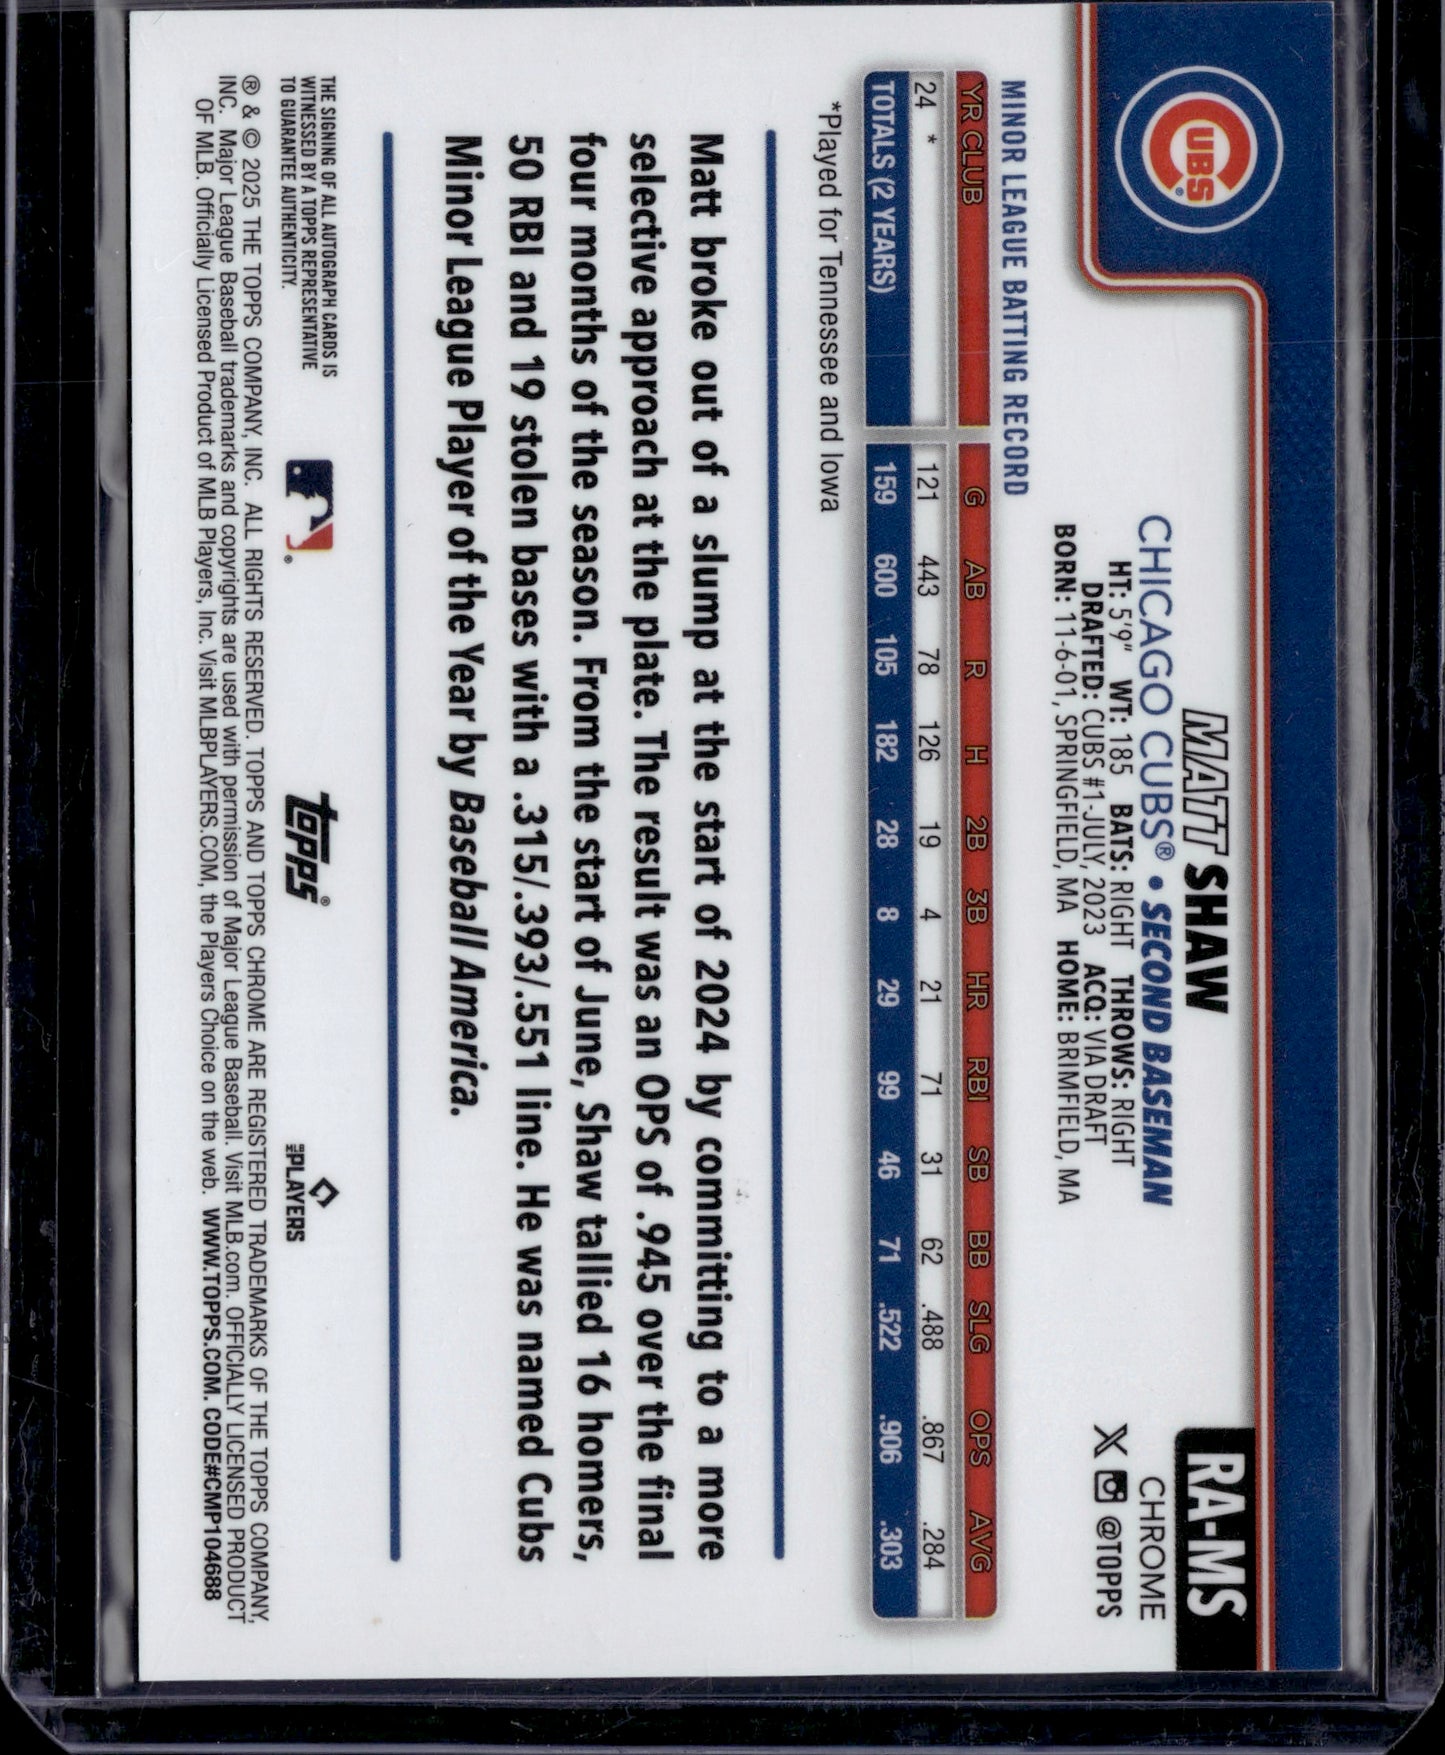 CUBS®
RA-MS
MATT SHAW
CHROME
CHICAGO CUBS® • SECOND BASEMAN
HT: 5'9" WT: 185 BATS: RIGHT THROWS: RIGHT
@TOPPS
DRAFTED: CUBS #1-JULY, 2023 ACQ: VIA DRAFT
BORN: 11-6-01, SPRINGFIELD, MA HOME: BRIMFIELD, MA
MINOR LEAGUE BATTING RECORD
YR CLUB G AB R H 2B 3B HR RBI SB BB SLG OPS AVG
24 * 121 443 78 126 19 4 21 71 31 62 .488 .867 .284
TOTALS (2 YEARS) 159 600 105 182 28 8 29 99 46 71 .522 .906 .303
*Played for Tennessee and Iowa
Matt broke out of a slump at the start of 2024 by committing to a more
selective approach at the plate. The result was an OPS of .945 over the final
four months of the season. From the start of June, Shaw tallied 16 homers,
50 RBI and 19 stolen bases with a .315/.393/.551 line. He was named Cubs
Minor League Player of the Year by Baseball America.
THE SIGNING OF ALL AUTOGRAPH CARDS IS
WITNESSED BY A TOPPS REPRESENTATIVE
TO GUARANTEE AUTHENTICITY.
®
topps®
MLB PLAYERS
® & © 2025 THE TOPPS COMPANY, INC. ALL RIGHTS RESERVED. TOPPS AND TOPPS CHROME ARE REGISTERED TRADEMARKS OF THE TOPPS COMPANY,
INC. Major League Baseball trademarks and copyrights are used with permission of Major League Baseball. Visit MLB.com. OFFICIALLY LICENSED PRODUCT
OF MLB. Officially Licensed Product of MLB Players, Inc. Visit MLBPLAYERS.COM, the Players Choice on the web. WWW.TOPPS.COM. CODE#CMP104688